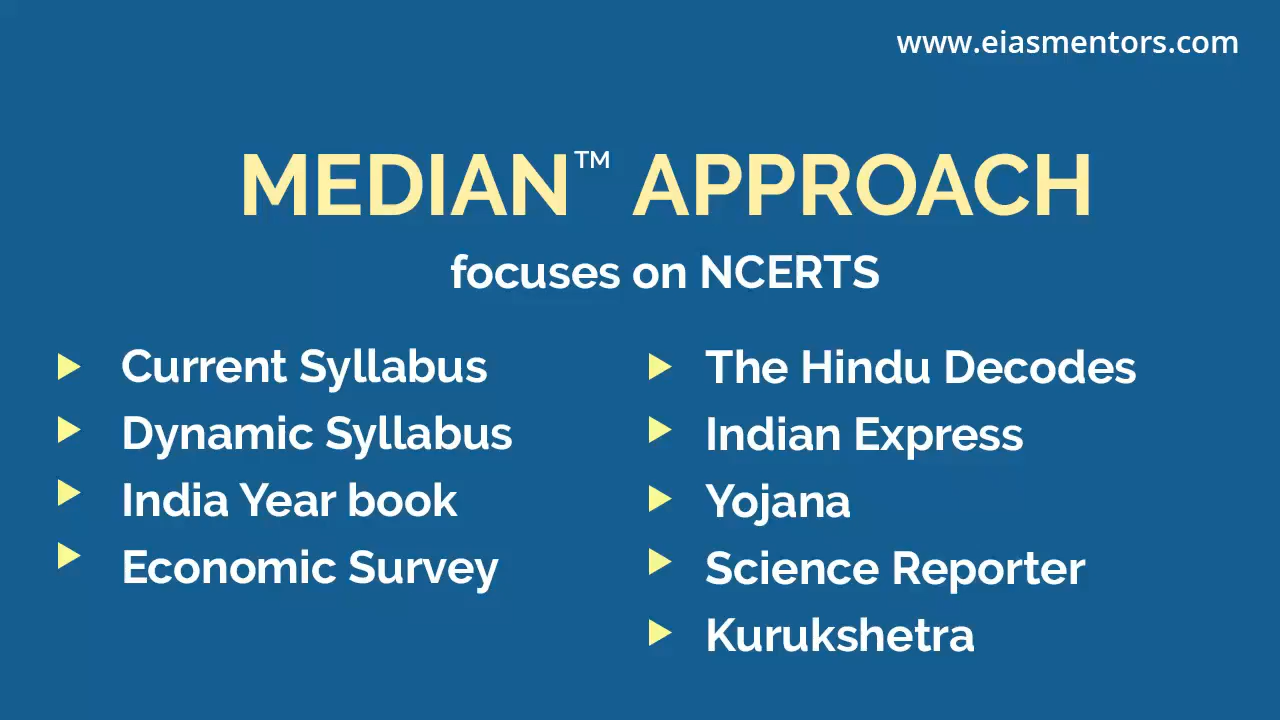 www.eiasmentors.com
MEDIAN™ APPROACH
focuses on NCERTS
Current Syllabus
Dynamic Syllabus
India Year book
Economic Survey
The Hindu Decodes
Indian Express
Yojana
Science Reporter
Kurukshetra